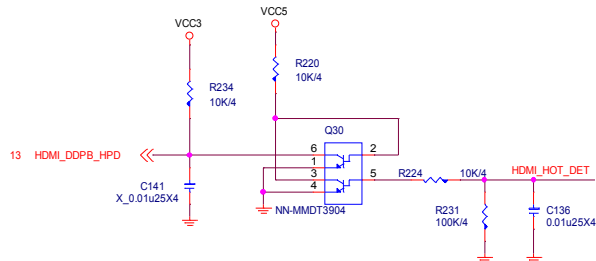 VCC3
VCC5
R234
10K/4
R220
10K/4
Q30
13 HDMI_DDPB_HPD
6
1
3
4
2
5
R224
10K/4
HDMI_HOT_DET
C141
X_0.01u25X4
NN-MMDT3904
R231
100K/4
C136
0.01u25X4